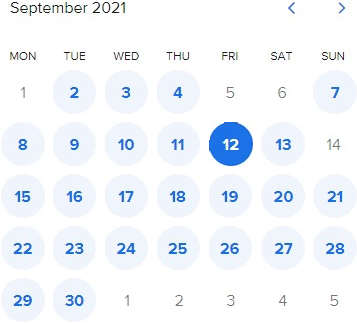 September 2021 < >
MON TUE WED THU FRI SAT SUN
1 2 3 4 5 6 7
8 9 10 11 12 13 14
15 16 17 18 19 20 21
22 23 24 25 26 27 28
29 30 1 2 3 4 5